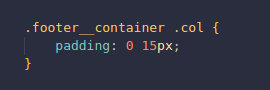 .footer__container .col {
    padding: 0 15px;
}